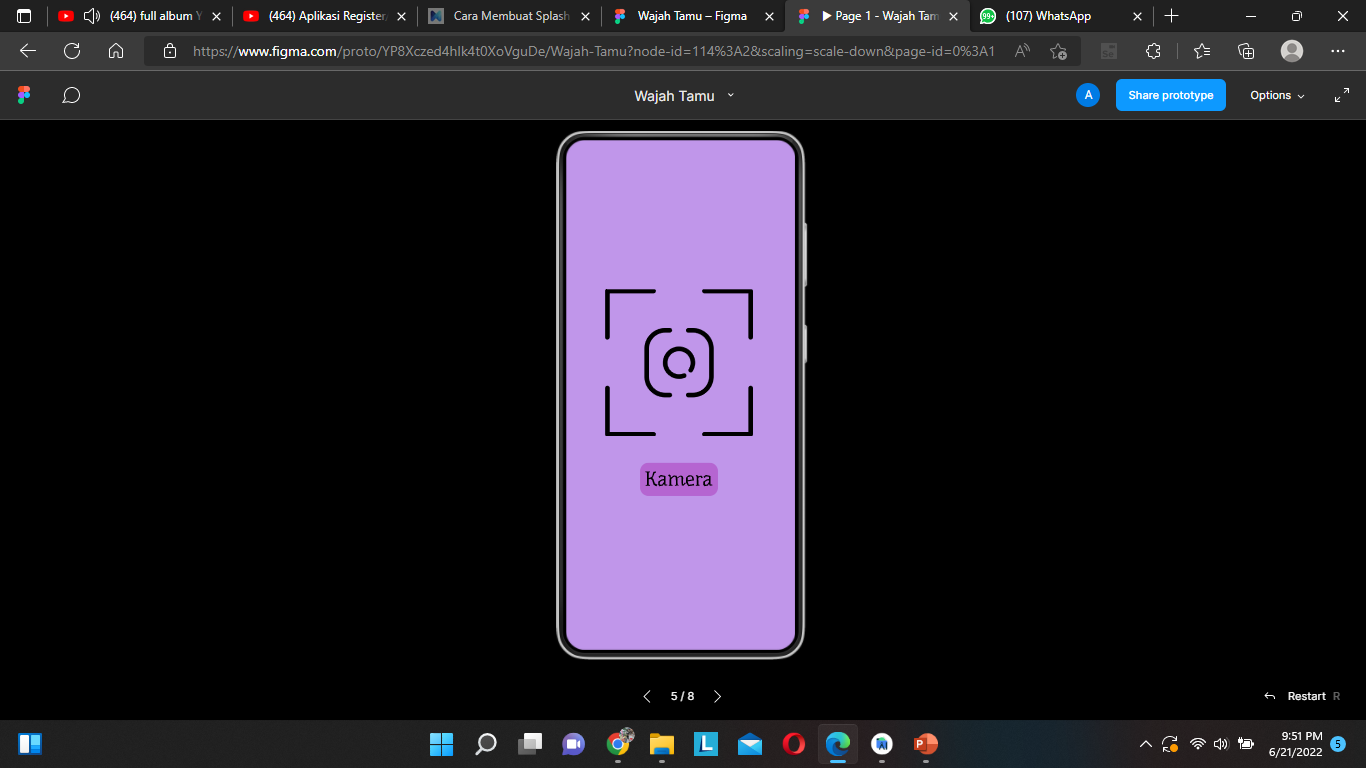 (464) full album Y
(464) Aplikasi Register,
Cara Membuat Splash
Wajah Tamu – Figma
Page 1 - Wajah Tam
99+
(107) WhatsApp
https://www.figma.com/proto/YP8Xczed4hlk4t0XoVguDe/Wajah-Tamu?node-id=114%3A2&scaling=scale-down&page-id=0%3A1
Wajah Tamu
A
Share prototype
Options
Kamera
5 / 8
Restart R
L
P
9:51 PM
6/21/2022
5